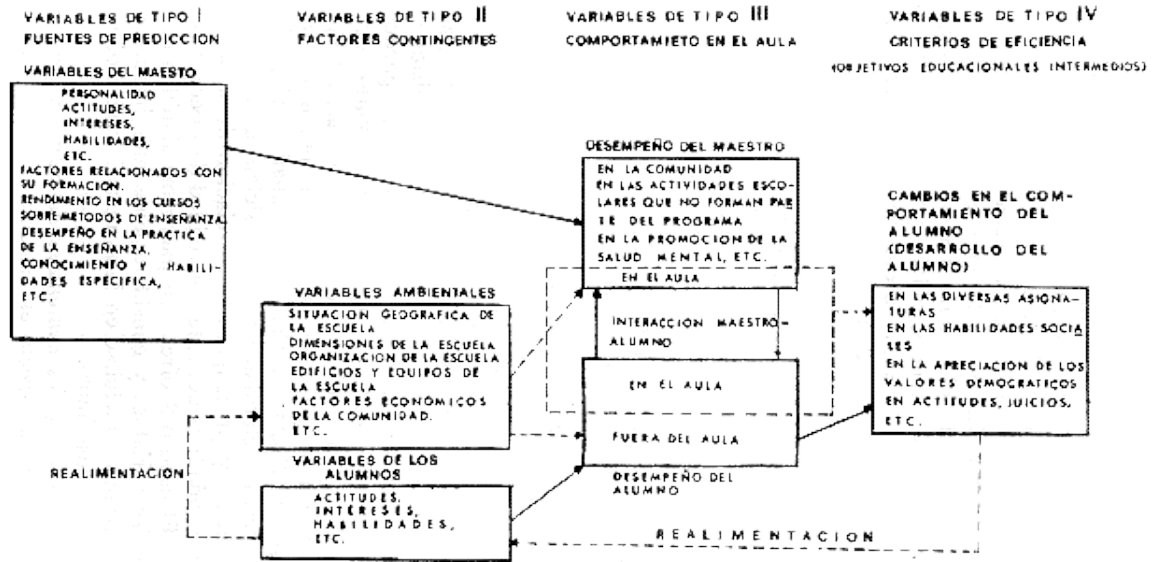 VARIABLES DE TIPO I
FUENTES DE PREDICCION
VARIABLES DE TIPO II
FACTORES CONTINGENTES
VARIABLES DE TIPO III
COMPORTAMIETO EN EL AULA
VARIABLES DE TIPO IV
CRITERIOS DE EFICIENCIA
(OBJETIVOS EDUCACIONALES INTERMEDIOS)
VARIABLES DEL MAESTO
PERSONALIDAD
ACTITUDES,
INTERESES,
HABILIDADES,
ETC.
FACTORES RELACIONADOS CON
SU FORMACION.
RENDIMIENTO EN LOS CURSOS
SOBRE METODOS DE ENSEÑANZA.
DESEMPEÑO EN LA PRACTICA
DE LA ENSEÑANZA.
CONOCIMIENTO Y HABILI-
DADES ESPECIFICA,
ETC.
VARIABLES AMBIENTALES
SITUACION GEOGRAFICA DE
LA ESCUELA
DIMENSIONES DE LA ESCUELA
ORGANIZACION DE LA ESCUELA
EDIFICIOS Y EQUIPOS DE
LA ESCUELA
FACTORES ECONOMICOS
DE LA COMUNIDAD.
ETC.
VARIABLES DE LOS
ALUMNOS
ACTITUDES,
INTERESES,
HABILIDADES,
ETC.
REALIMENTACION
DESEMPEÑO DEL MAESTRO
EN LA COMUNIDAD
EN LAS ACTIVIDADES ESCO-
LARES QUE NO FORMAN PAR
TE DEL PROGRAMA
EN LA PROMOCION DE LA
SALUD MENTAL, ETC.
EN EL AULA
INTERACCION MAESTRO-
ALUMNO
EN EL AULA
FUERA DEL AULA
DESEMPEÑO DEL
ALUMNO
CAMBIOS EN EL COM-
PORTAMIENTO DEL
ALUMNO
(DESARROLLO DEL
ALUMNO)
EN LAS DIVERSAS ASIGNA-
TURAS
EN LAS HABILIDADES SOCIA
LES
EN LA APRECIACION DE LOS
VALORES DEMOGRATICOS
EN ACTITUDES, JUICIOS,
ETC.
REALIMENTACION